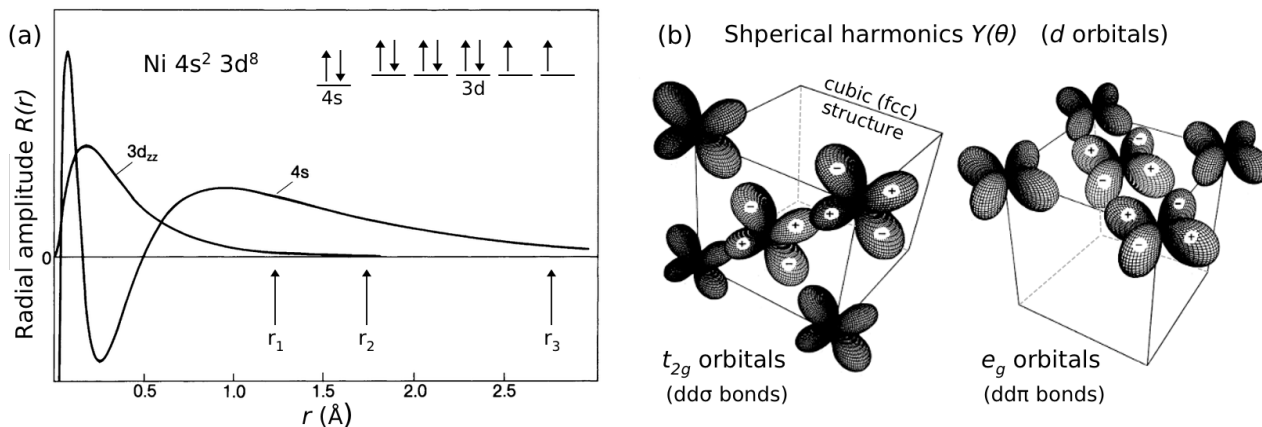 (a)
Ni 4s² 3d⁸
4s
3d
3d_zz
4s
Radial amplitude R(r)
0
r₁
r₂
r₃
0.5
1.0
1.5
2.0
2.5
r (Å)
(b) Shperical harmonics Y(θ) (d orbitals)
cubic (fcc)
structure
+
−
+
−
+
−
+
−
+
−
+
−
+
−
+
−
t₂g orbitals
(ddσ bonds)
e_g orbitals
(ddπ bonds)